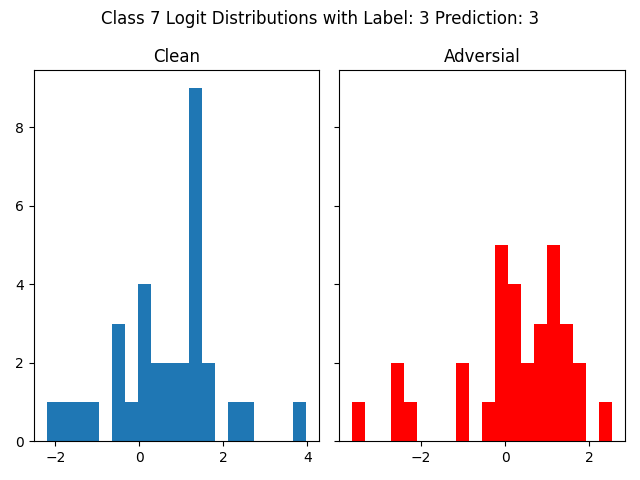 Class 7 Logit Distributions with Label: 3 Prediction: 3
Clean
Adversial
8
6
4
2
0
−2 0 2 4
−2 0 2